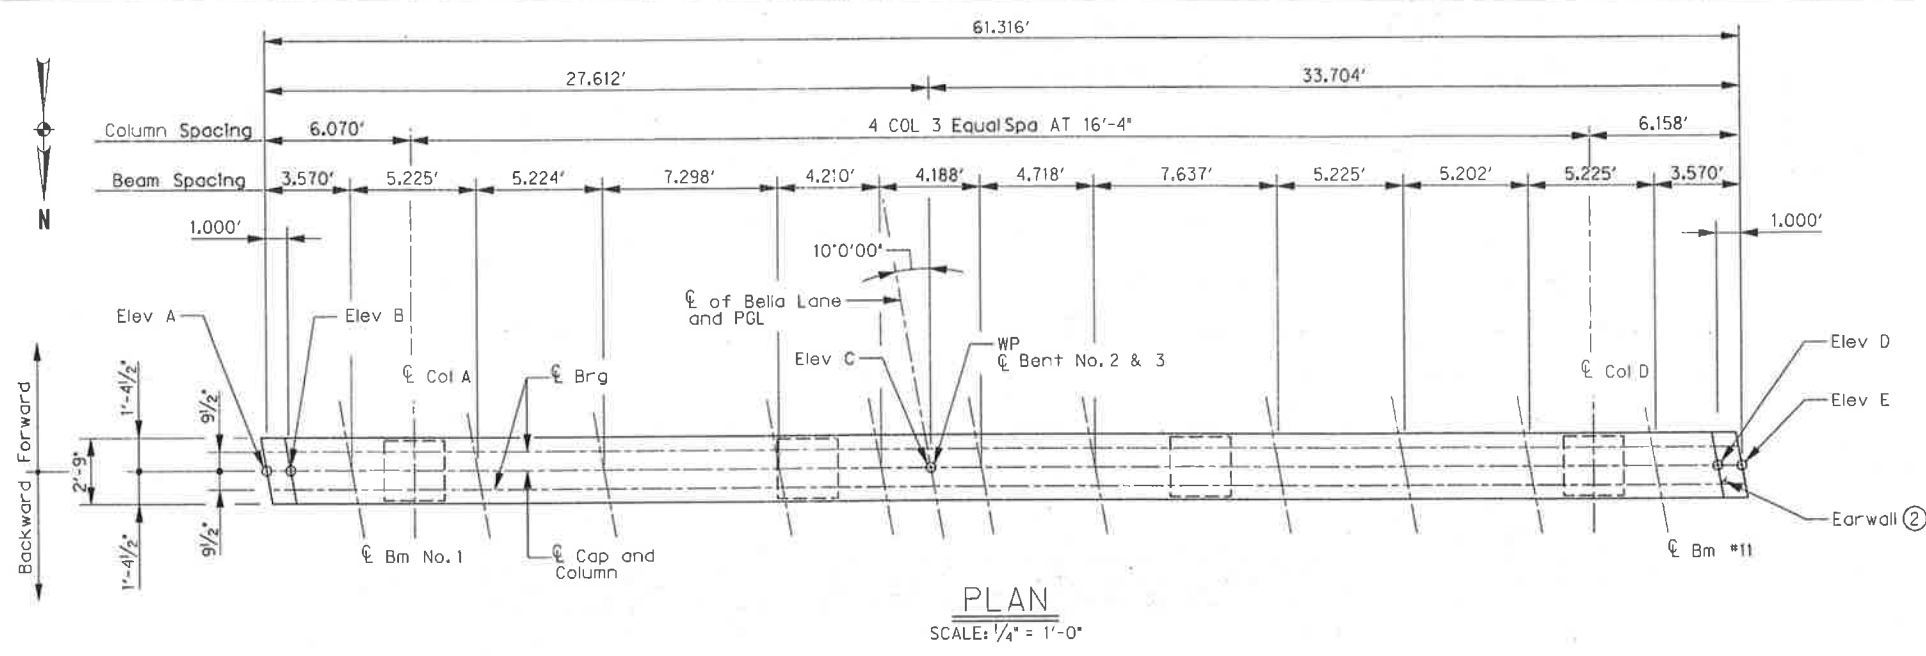 61.316'
27.612'
33.704'
Column Spacing
6.070'
4 COL 3 Equal Spa AT 16'-4"
6.158'
Beam Spacing
3.570'
5.225'
5.224'
7.298'
4.210'
4.188'
4.718'
7.637'
5.225'
5.202'
5.225'
3.570'
N
1.000'
1.000'
10°0'00"
℄ of Bella Lane
and PGL
Elev A
Elev B
Elev C
WP
℄ Bent No. 2 & 3
Elev D
Elev E
℄ Col A
℄ Brg
℄ Col D
Backward Forward
2'-9"
1'-4½"
1'-4½"
9½"
9½"
Earwall ②
℄ Bm No. 1
℄ Cap and
Column
℄ Bm #11
PLAN
SCALE: 1/4" = 1'-0"